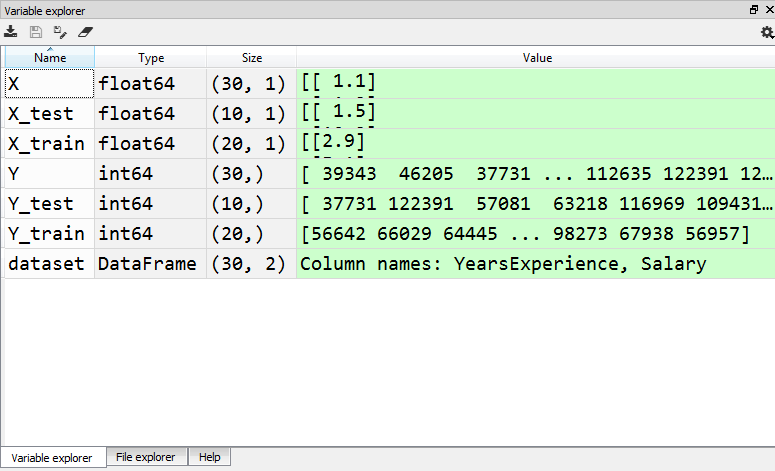 Variable explorer
Name Type Size Value
X float64 (30, 1) [[ 1.1]
X_test float64 (10, 1) [[ 1.5]
X_train float64 (20, 1) [[2.9]
Y int64 (30,) [ 39343 46205 37731 ... 112635 122391 12…
Y_test int64 (10,) [ 37731 122391 57081 63218 116969 109431…
Y_train int64 (20,) [56642 66029 64445 ... 98273 67938 56957]
dataset DataFrame (30, 2) Column names: YearsExperience, Salary
Variable explorer File explorer Help